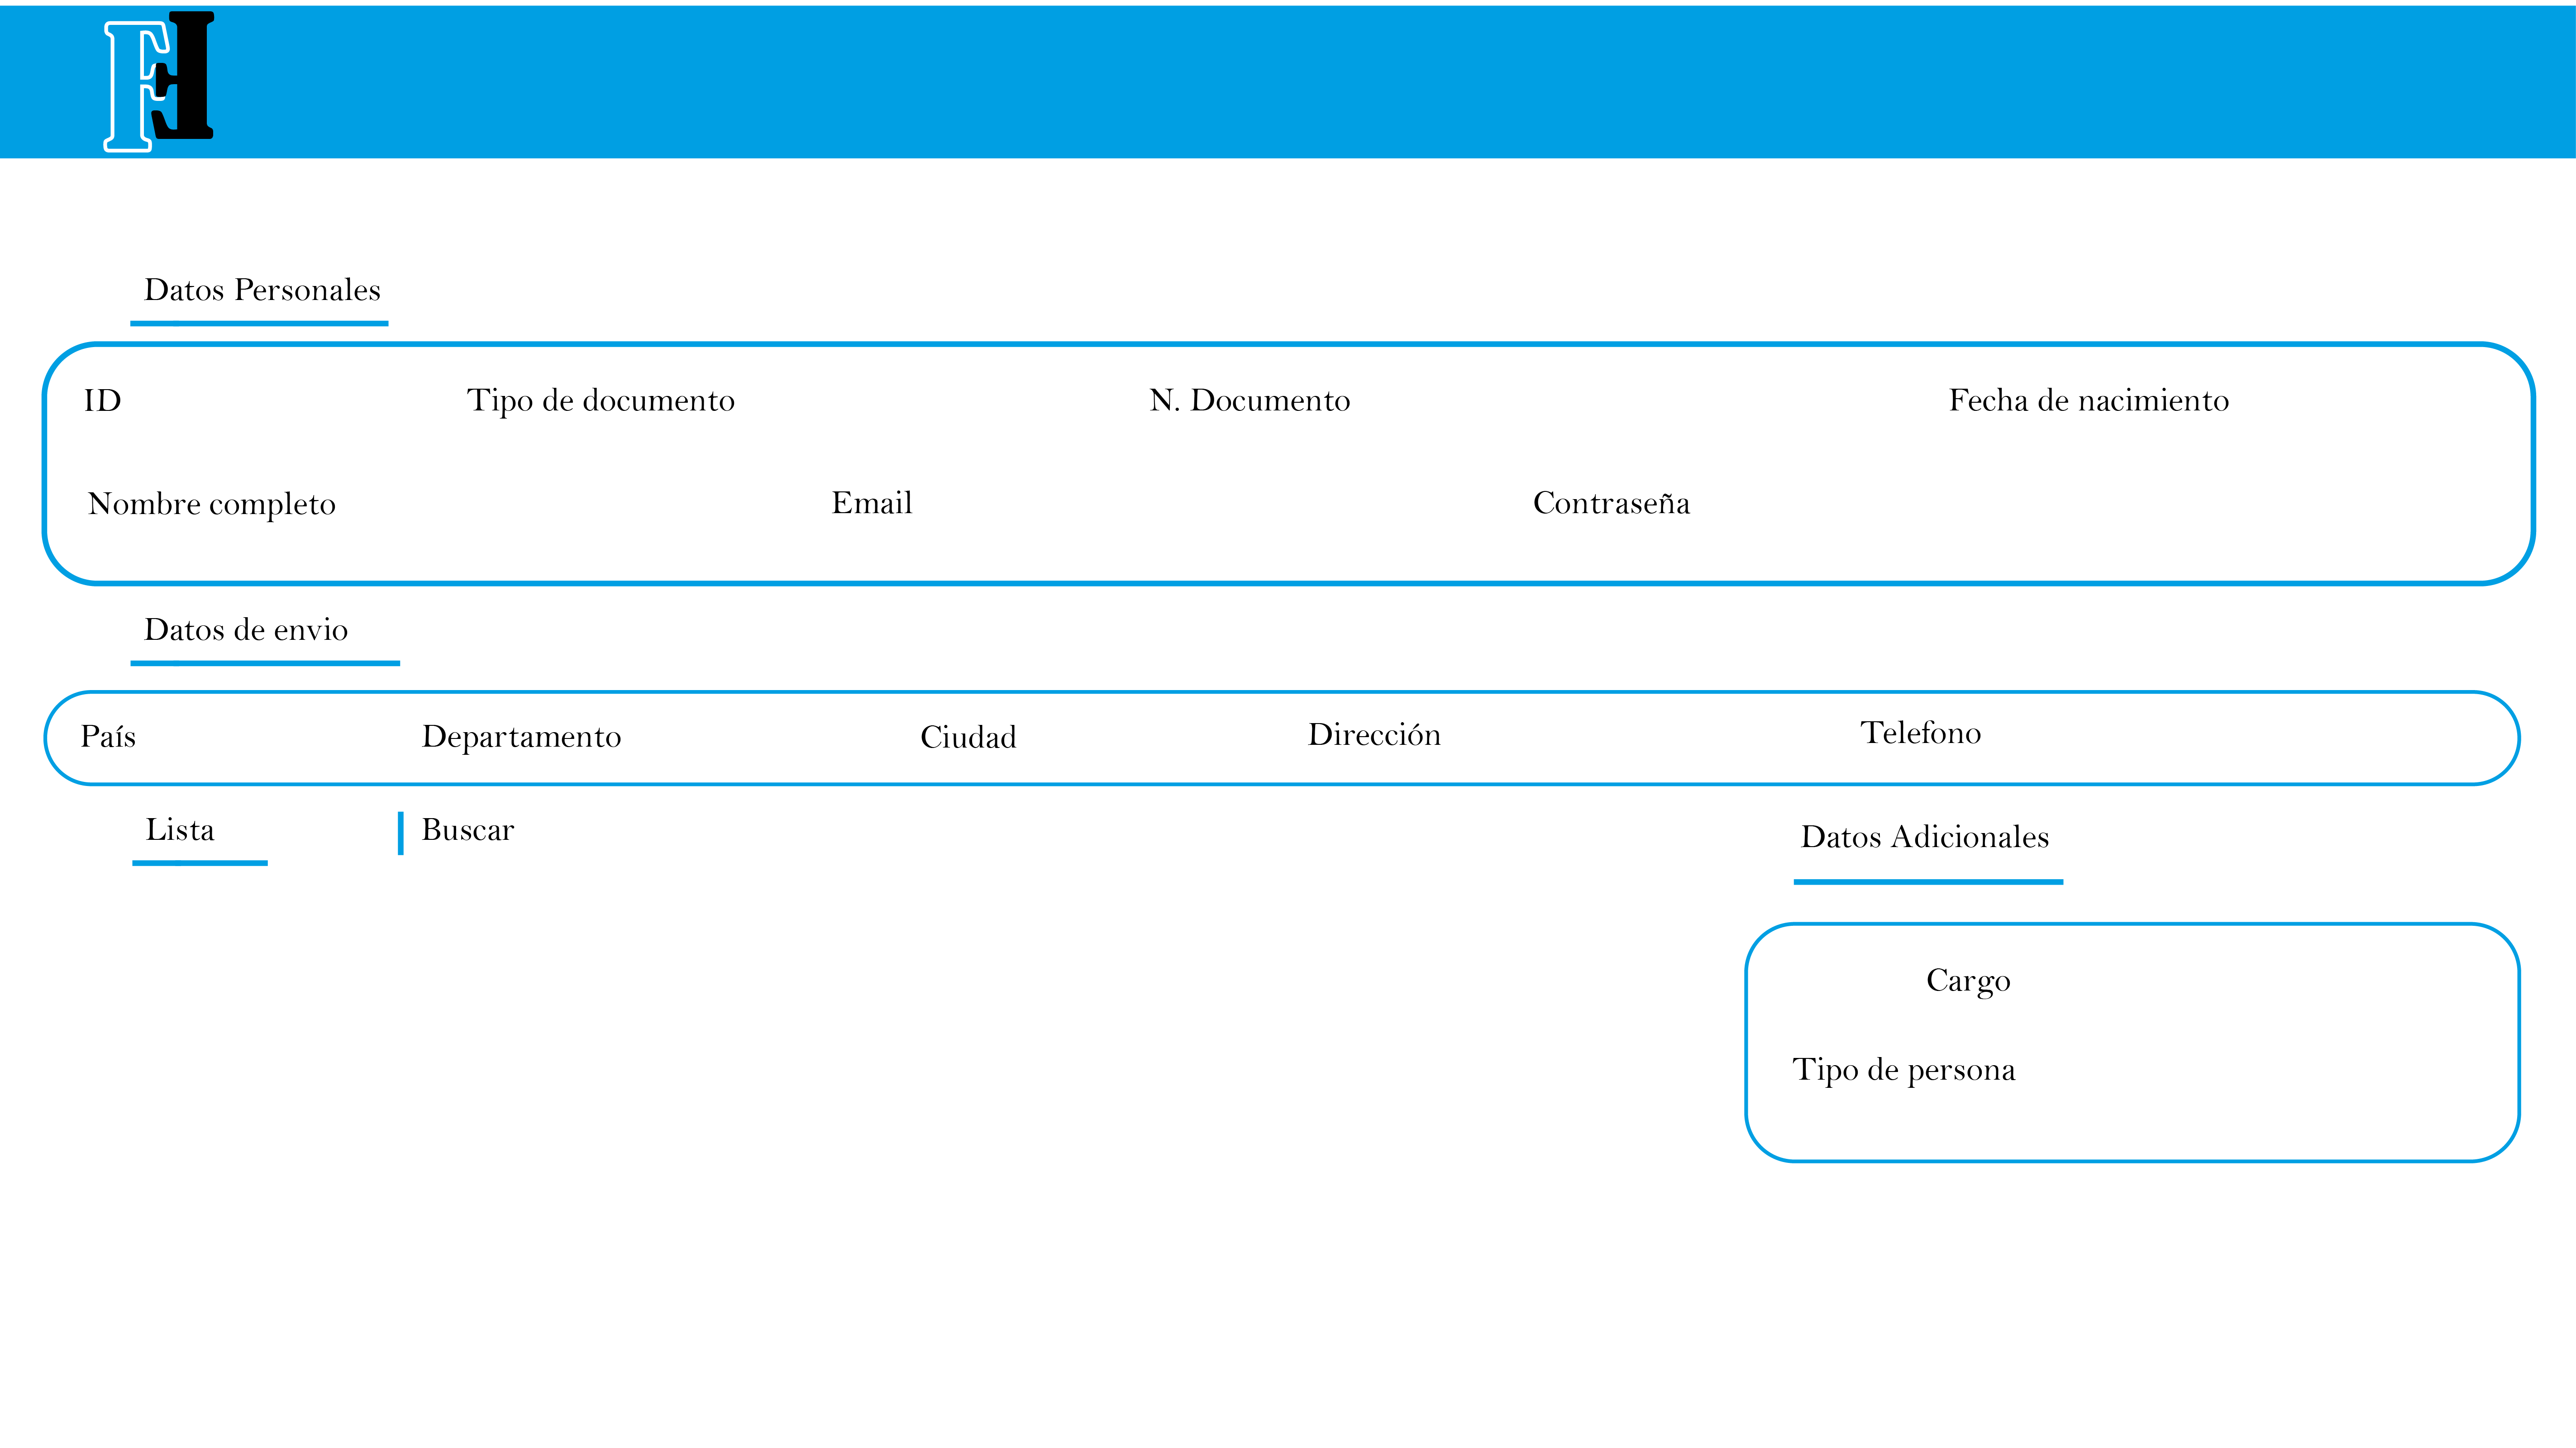 FF
Datos Personales
ID Tipo de documento N. Documento Fecha de nacimiento
Nombre completo Email Contraseña
Datos de envio
País Departamento Ciudad Dirección Telefono
Lista Buscar Datos Adicionales
Cargo
Tipo de persona